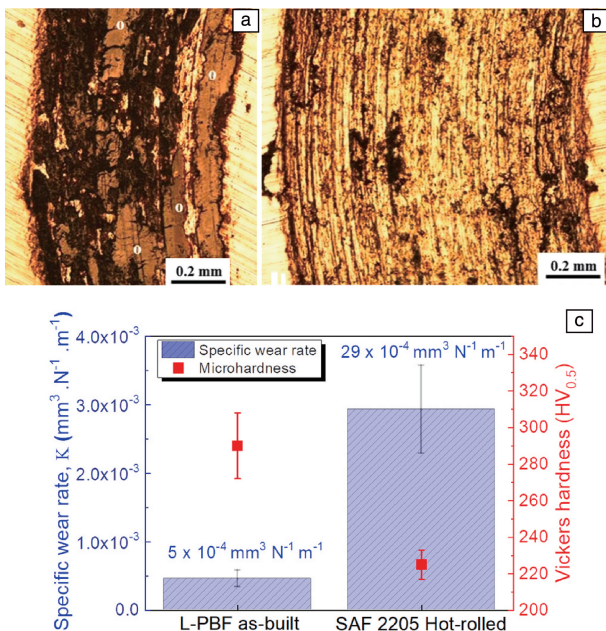 a
b
0
0
0
0
0.2 mm
0.2 mm
c
4.0x10⁻³
3.0x10⁻³
2.0x10⁻³
1.0x10⁻³
0.0
Specific wear rate, K (mm³ .N⁻¹ .m⁻¹)
Specific wear rate
Microhardness
29 x 10⁻⁴ mm³ N⁻¹ m⁻¹
5 x 10⁻⁴ mm³ N⁻¹ m⁻¹
L-PBF as-built
SAF 2205 Hot-rolled
340
320
300
280
260
240
220
200
Vickers hardness (HV₀.₅)